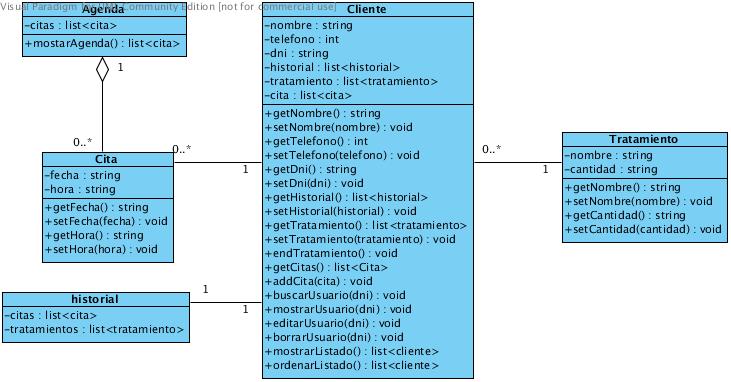 Visual Paradigm Community Edition [not for commercial use]
Agenda
-citas : list<cita>
+mostarAgenda() : list<cita>
1
0..*
Cita
-fecha : string
-hora : string
+getFecha() : string
+setFecha(fecha) : void
+getHora() : string
+setHora(hora) : void
0..*
1
historial
-citas : list<cita>
-tratamientos : list<tratamiento>
1
1
Cliente
-nombre : string
-telefono : int
-dni : string
-historial : list<historial>
-tratamiento : list<tratamiento>
-cita : list<cita>
+getNombre() : string
+setNombre(nombre) : void
+getTelefono() : int
+setTelefono(telefono) : void
+getDni() : string
+setDni(dni) : void
+getHistorial() : list<historial>
+setHistorial(historial) : void
+getTratamiento() : list<tratamiento>
+setTratamiento(tratamiento) : void
+endTratamiento() : void
+getCitas() : list<Cita>
+addCita(cita) : void
+buscarUsuario(dni) : void
+mostrarUsuario(dni) : void
+editarUsuario(dni) : void
+borrarUsuario(dni) : void
+mostrarListado() : list<cliente>
+ordenarListado() : list<cliente>
0..*
1
Tratamiento
-nombre : string
-cantidad : string
+getNombre() : string
+setNombre(nombre) : void
+getCantidad() : string
+setCantidad(cantidad) : void